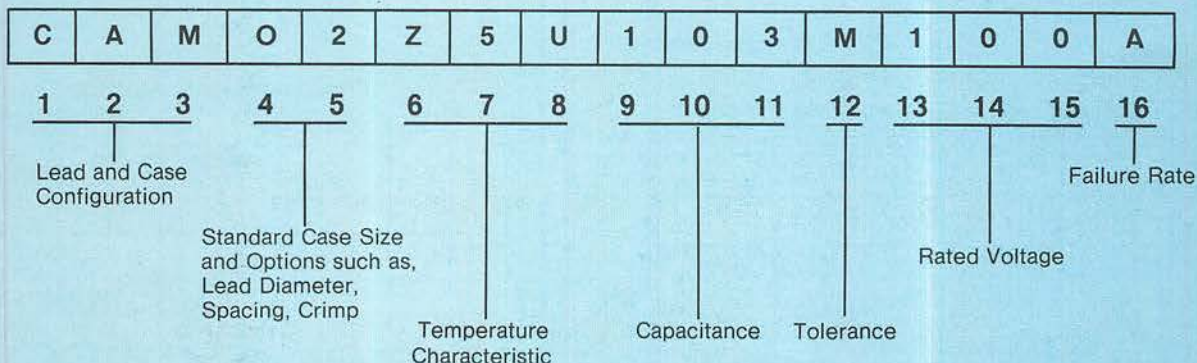 C A M O 2 Z 5 U 1 0 3 M 1 0 0 A
1 2 3 4 5 6 7 8 9 10 11 12 13 14 15 16
Lead and Case
Configuration
Failure Rate
Standard Case Size
and Options such as,
Lead Diameter,
Spacing, Crimp
Rated Voltage
Temperature
Characteristic
Capacitance
Tolerance